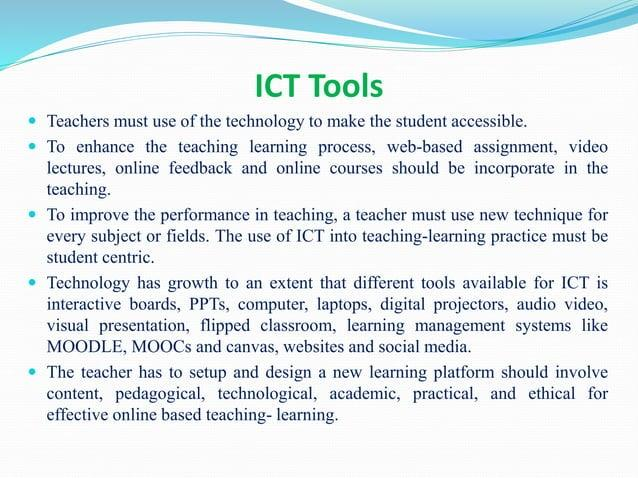 ICT Tools
Teachers must use of the technology to make the student accessible.
To enhance the teaching learning process, web-based assignment, video
lectures, online feedback and online courses should be incorporate in the
teaching.
To improve the performance in teaching, a teacher must use new technique for
every subject or fields. The use of ICT into teaching-learning practice must be
student centric.
Technology has growth to an extent that different tools available for ICT is
interactive boards, PPTs, computer, laptops, digital projectors, audio video,
visual presentation, flipped classroom, learning management systems like
MOODLE, MOOCs and canvas, websites and social media.
The teacher has to setup and design a new learning platform should involve
content, pedagogical, technological, academic, practical, and ethical for
effective online based teaching- learning.